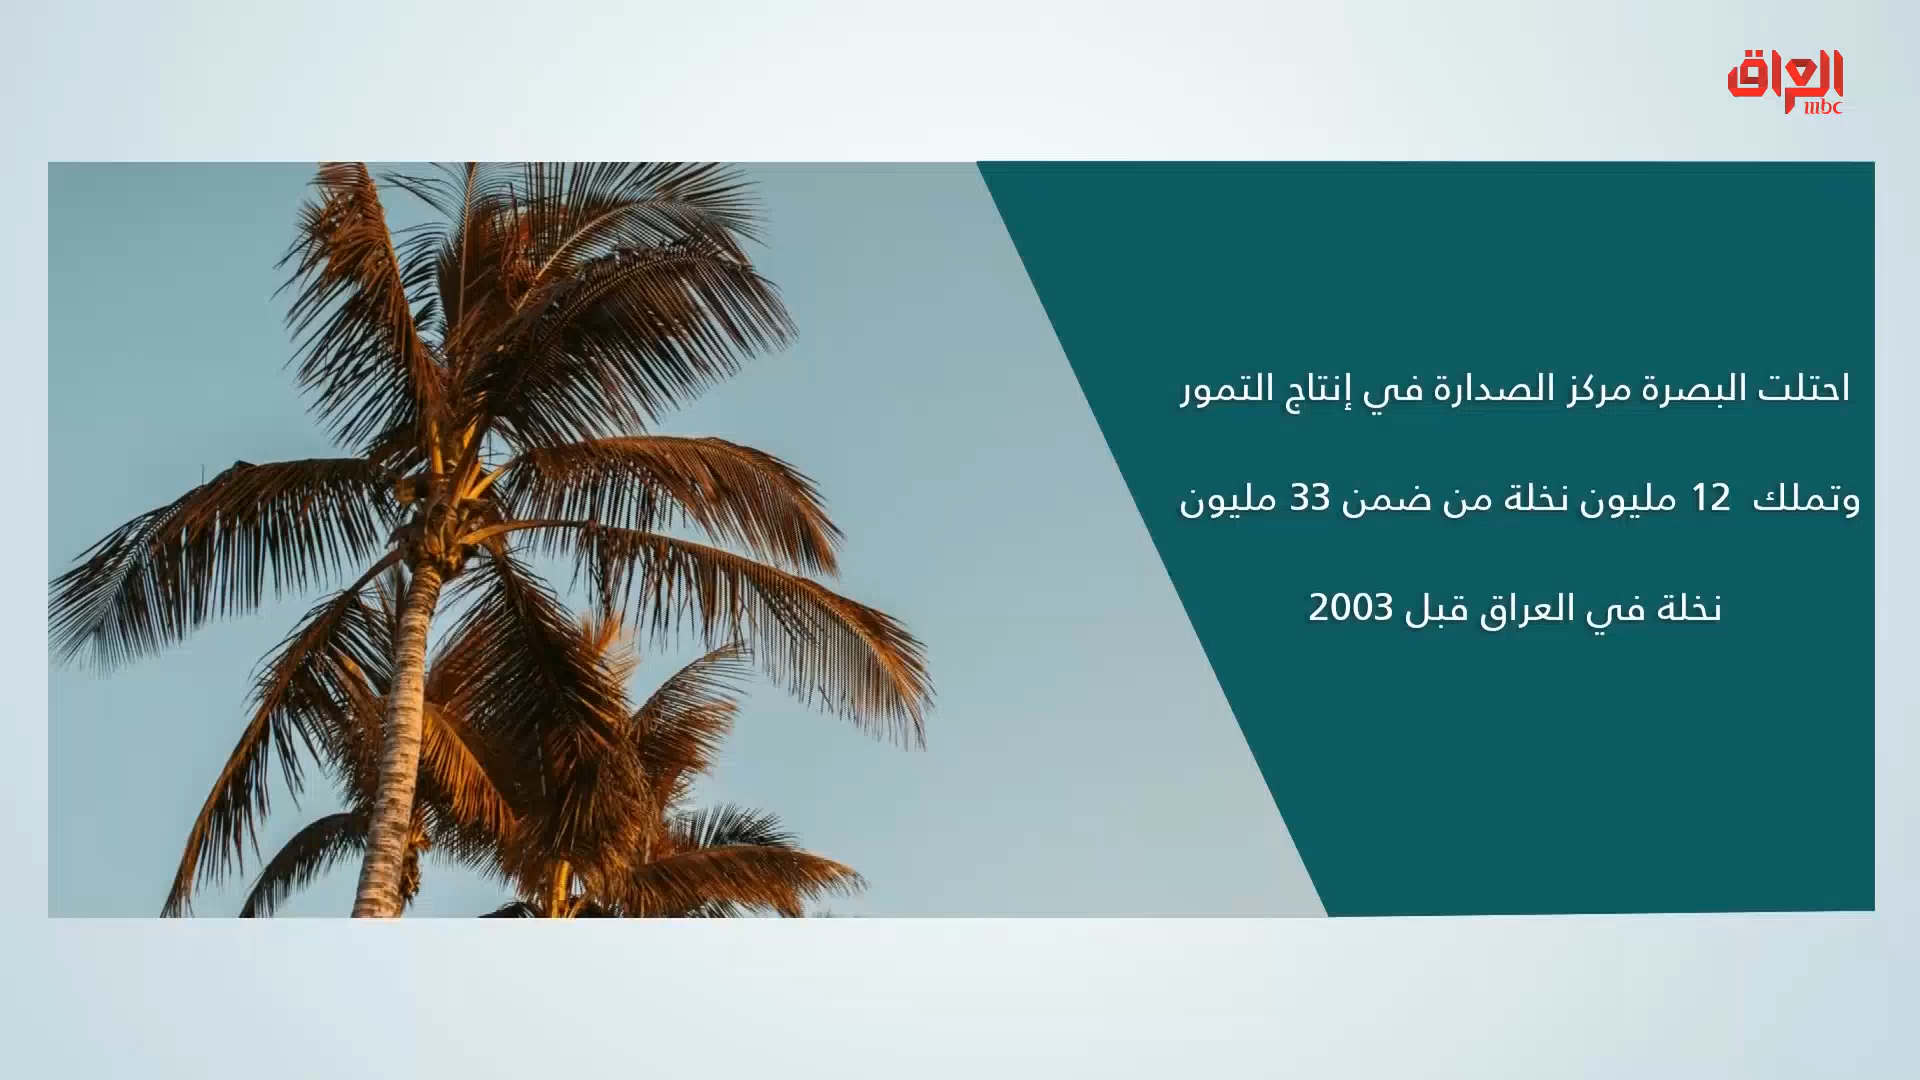 العراق
mbc
احتلت البصرة مركز الصدارة في إنتاج التمور
وتملك 12 مليون نخلة من ضمن 33 مليون
نخلة في العراق قبل 2003